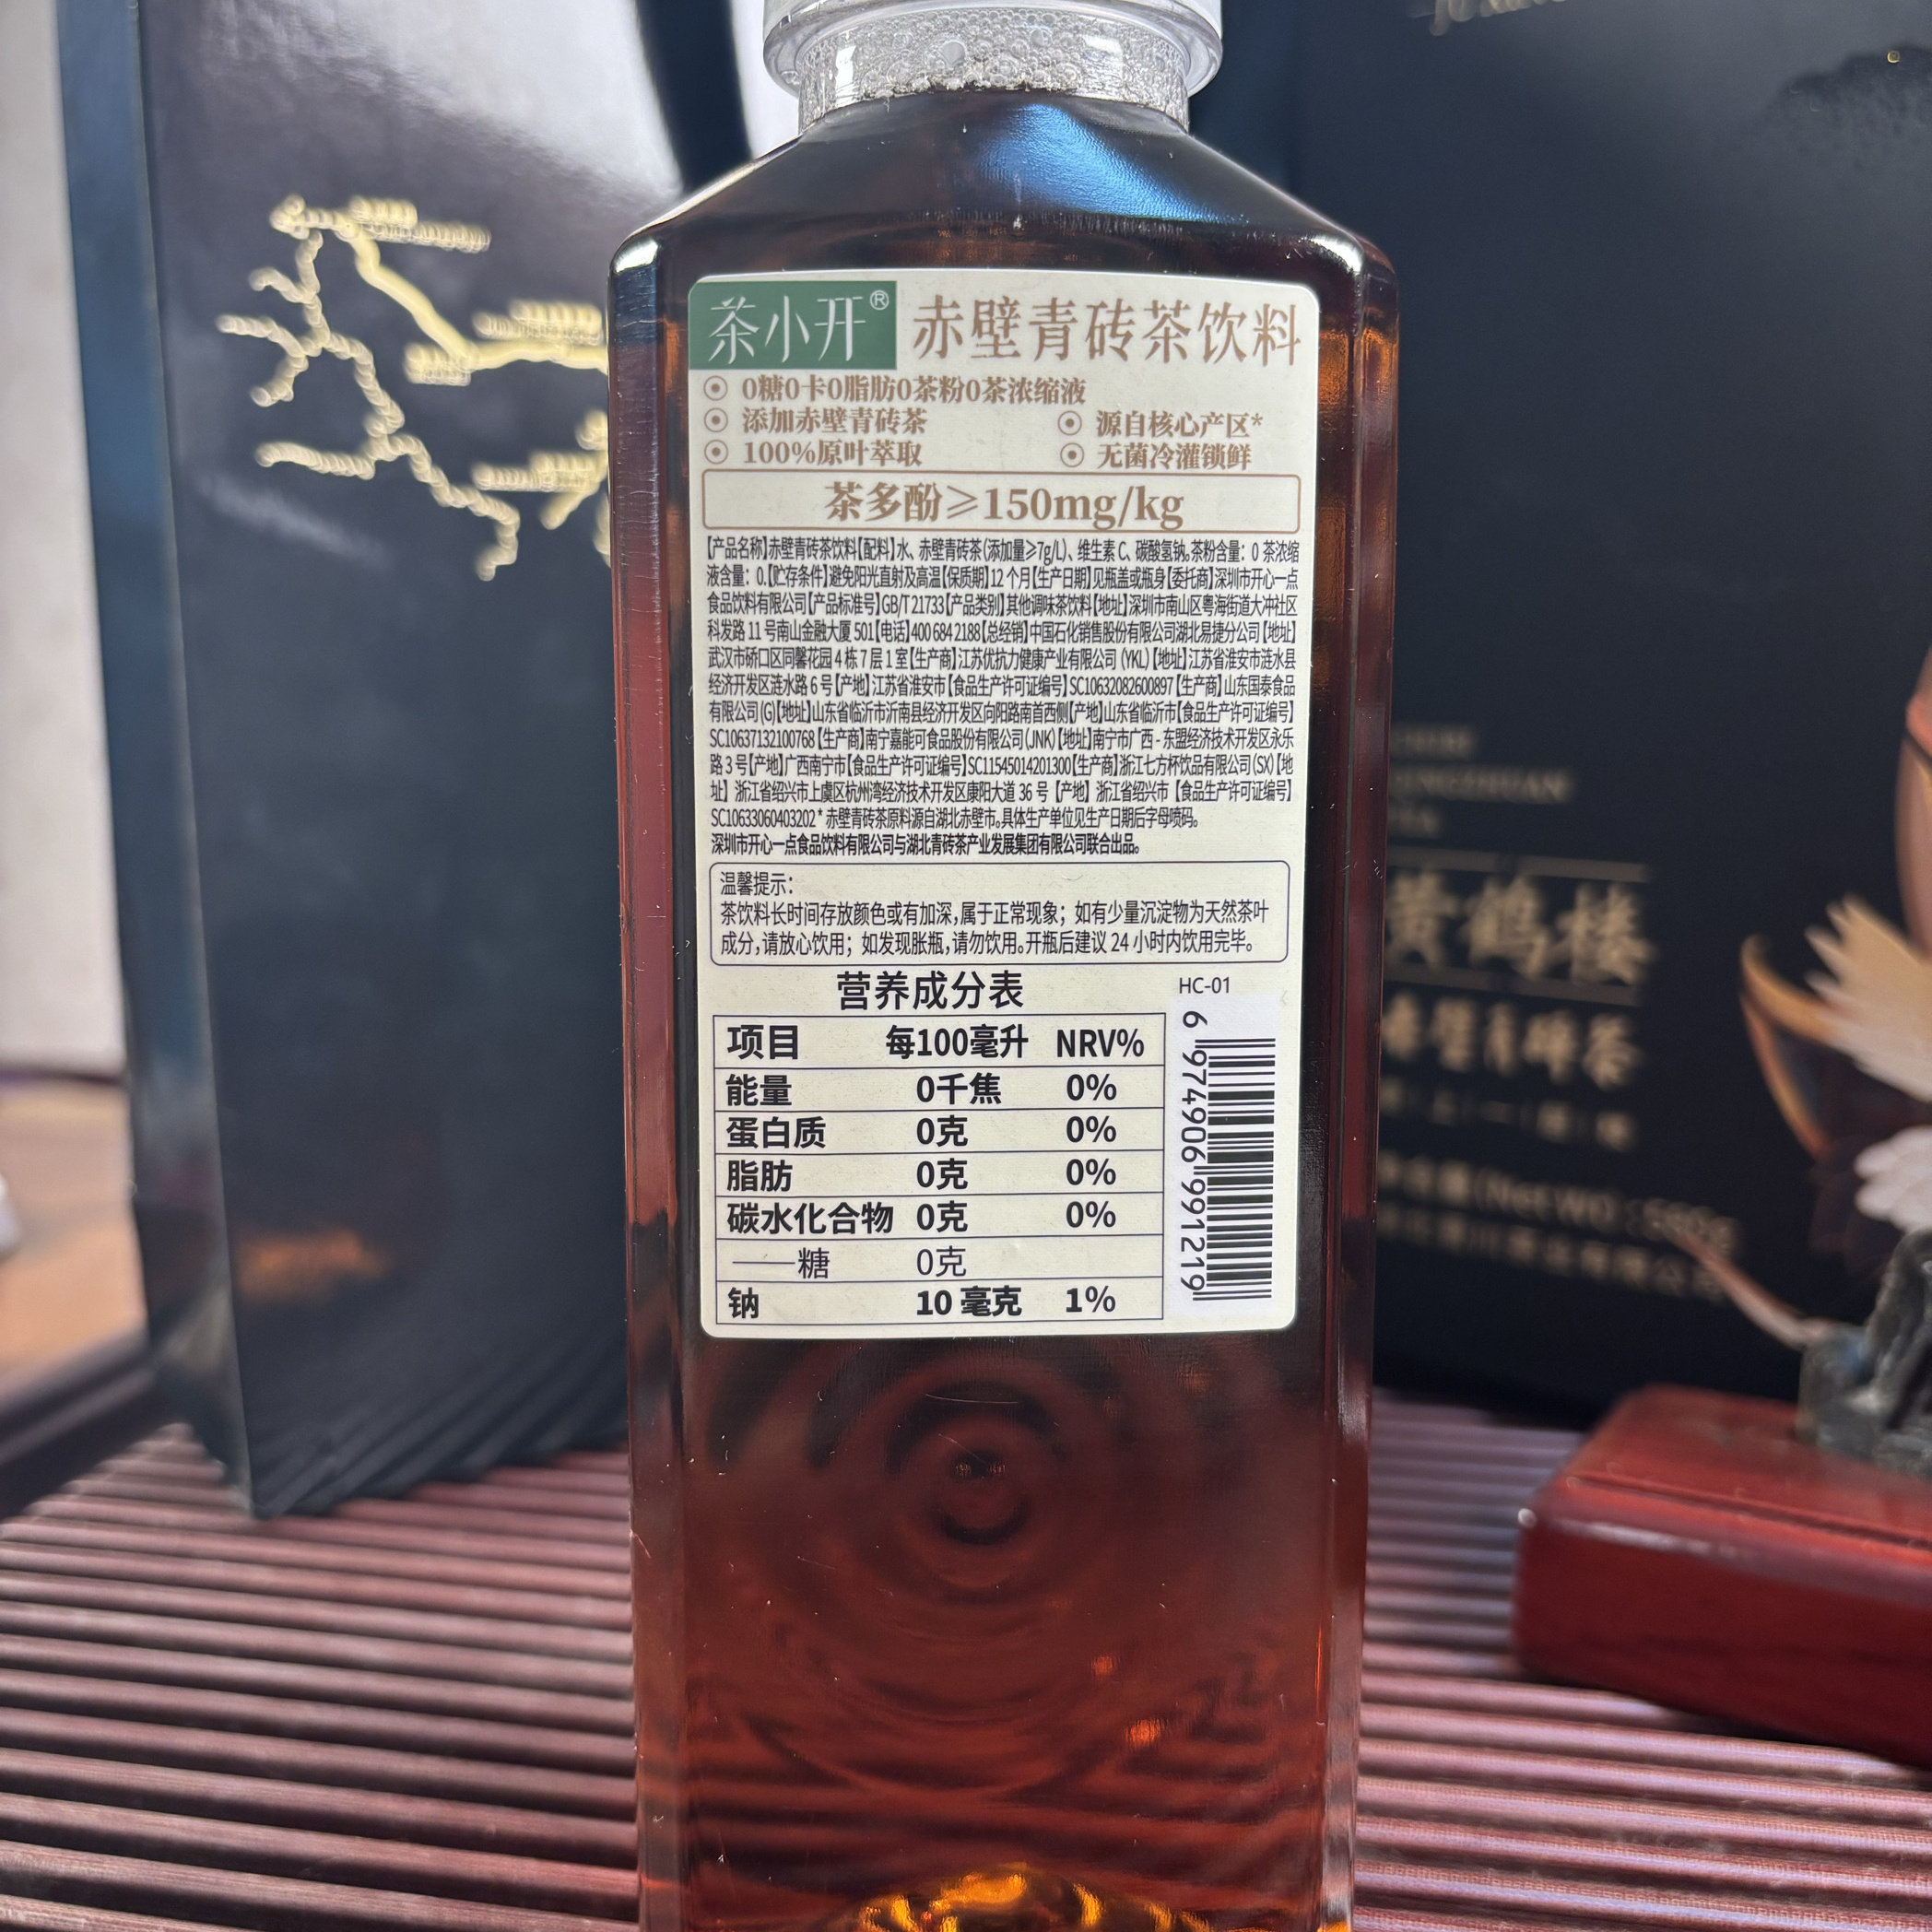 茶小开®
赤壁青砖茶饮料
0糖0卡0脂肪0茶粉0茶浓缩液
添加赤壁青砖茶 源自核心产区*
100%原叶萃取 无菌冷灌锁鲜
茶多酚≥150mg/kg
【产品名称】赤壁青砖茶饮料【配料】水、赤壁青砖茶(添加量≥7g/L)、维生素C、碳酸氢钠。茶粉含量：0 茶浓缩
液含量：0.【贮存条件】避免阳光直射及高温【保质期】12个月【生产日期】见瓶盖或瓶身【委托商】深圳市开心一点
食品饮料有限公司【产品标准号】GB/T 21733【产品类别】其他调味茶饮料【地址】深圳市南山区粤海街道大冲社区
科发路11号南山金融大厦501【电话】400 684 2188【总经销】中国石化销售股份有限公司湖北易捷分公司【地址】
武汉市硚口区同馨花园4栋7层1室【生产商】江苏优抗力健康产业有限公司(YKL)【地址】江苏省淮安市涟水县
经济开发区涟水路6号【产地】江苏省淮安市【食品生产许可证编号】SC10632082600897【生产商】山东国泰食品
有限公司(G)【地址】山东省临沂市沂南县经济开发区向阳路南首西侧【产地】山东省临沂市【食品生产许可证编号】
SC10637132100768【生产商】南宁嘉能可食品股份有限公司(JNK)【地址】南宁市广西-东盟经济技术开发区永乐
路3号【产地】广西南宁市【食品生产许可证编号】SC11545014201300【生产商】浙江七方杯饮品有限公司(SX)【地
址】浙江省绍兴市上虞区杭州湾经济技术开发区康阳大道36号【产地】浙江省绍兴市【食品生产许可证编号】
SC10633060403202*赤壁青砖茶原料源自湖北赤壁市。具体生产单位见生产日期后字母喷码。
深圳市开心一点食品饮料有限公司与湖北青砖茶产业发展集团有限公司联合出品。
温馨提示：
茶饮料长时间存放颜色或有加深,属于正常现象；如有少量沉淀物为天然茶叶
成分,请放心饮用；如发现胀瓶,请勿饮用。开瓶后建议24小时内饮用完毕。
营养成分表
HC-01
项目 每100毫升 NRV%
能量 0千焦 0%
蛋白质 0克 0%
脂肪 0克 0%
碳水化合物 0克 0%
——糖 0克
钠 10 毫克 1%
6 974906 991219
黄鹤楼
赤壁青砖茶